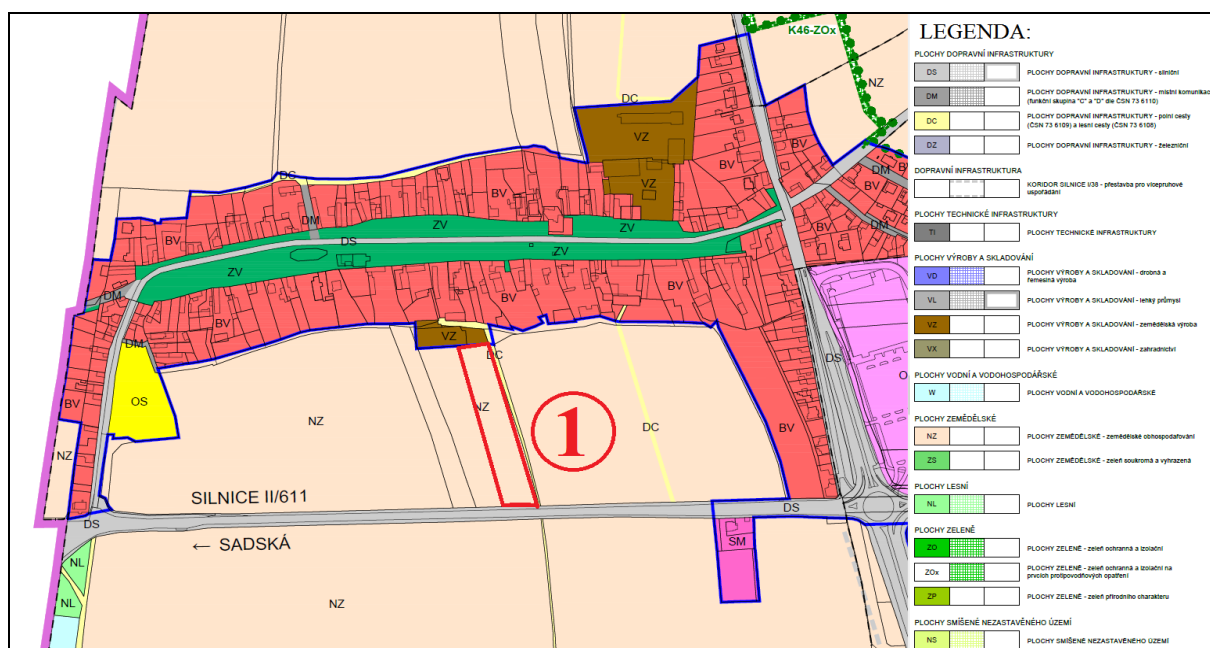 K46-ZOx
NZ
DC
VZ
BV
VZ
BV
DM
BV
DM
DC
BV
BV
DM
ZV
ZV
DM
BV
DS
BV
ZV
BV
BV
DM
BV
VZ
DS
DM
DC
OS
BV
NZ
NZ
1
DC
BV
NZ
SILNICE II/611
DS
DS
← SADSKÁ
SM
NL
NL
NZ
LEGENDA:
PLOCHY DOPRAVNÍ INFRASTRUKTURY
DS PLOCHY DOPRAVNÍ INFRASTRUKTURY - silniční
DM PLOCHY DOPRAVNÍ INFRASTRUKTURY - místní komunikac
(funkční skupina "C" a "D" dle ČSN 73 6110)
DC PLOCHY DOPRAVNÍ INFRASTRUKTURY - polní cesty
(ČSN 73 6109) a lesní cesty (ČSN 73 6108)
DZ PLOCHY DOPRAVNÍ INFRASTRUKTURY - železniční
DOPRAVNÍ INFRASTRUKTURA
KORIDOR SILNICE I/38 - přestavba pro vícepruhové
uspořádání
PLOCHY TECHNICKÉ INFRASTRUKTURY
TI PLOCHY TECHNICKÉ INFRASTRUKTURY
PLOCHY VÝROBY A SKLADOVÁNÍ
VD PLOCHY VÝROBY A SKLADOVÁNÍ - drobná a
řemeslná výroba
VL PLOCHY VÝROBY A SKLADOVÁNÍ - lehký průmysl
VZ PLOCHY VÝROBY A SKLADOVÁNÍ - zemědělská výroba
VX PLOCHY VÝROBY A SKLADOVÁNÍ - zahradnictví
PLOCHY VODNÍ A VODOHOSPODÁŘSKÉ
W PLOCHY VODNÍ A VODOHOSPODÁŘSKÉ
PLOCHY ZEMĚDĚLSKÉ
NZ PLOCHY ZEMĚDĚLSKÉ - zemědělské obhospodařování
ZS PLOCHY ZEMĚDĚLSKÉ - zeleň soukromá a vyhrazená
PLOCHY LESNÍ
NL PLOCHY LESNÍ
PLOCHY ZELENĚ
ZO PLOCHY ZELENĚ - zeleň ochranná a izolační
ZOx PLOCHY ZELENĚ - zeleň ochranná a izolační na
prvcích protipovodňových opatření
ZP PLOCHY ZELENĚ - zeleň přírodního charakteru
PLOCHY SMÍŠENÉ NEZASTAVĚNÉHO ÚZEMÍ
NS PLOCHY SMÍŠENÉ NEZASTAVĚNÉHO ÚZEMÍ